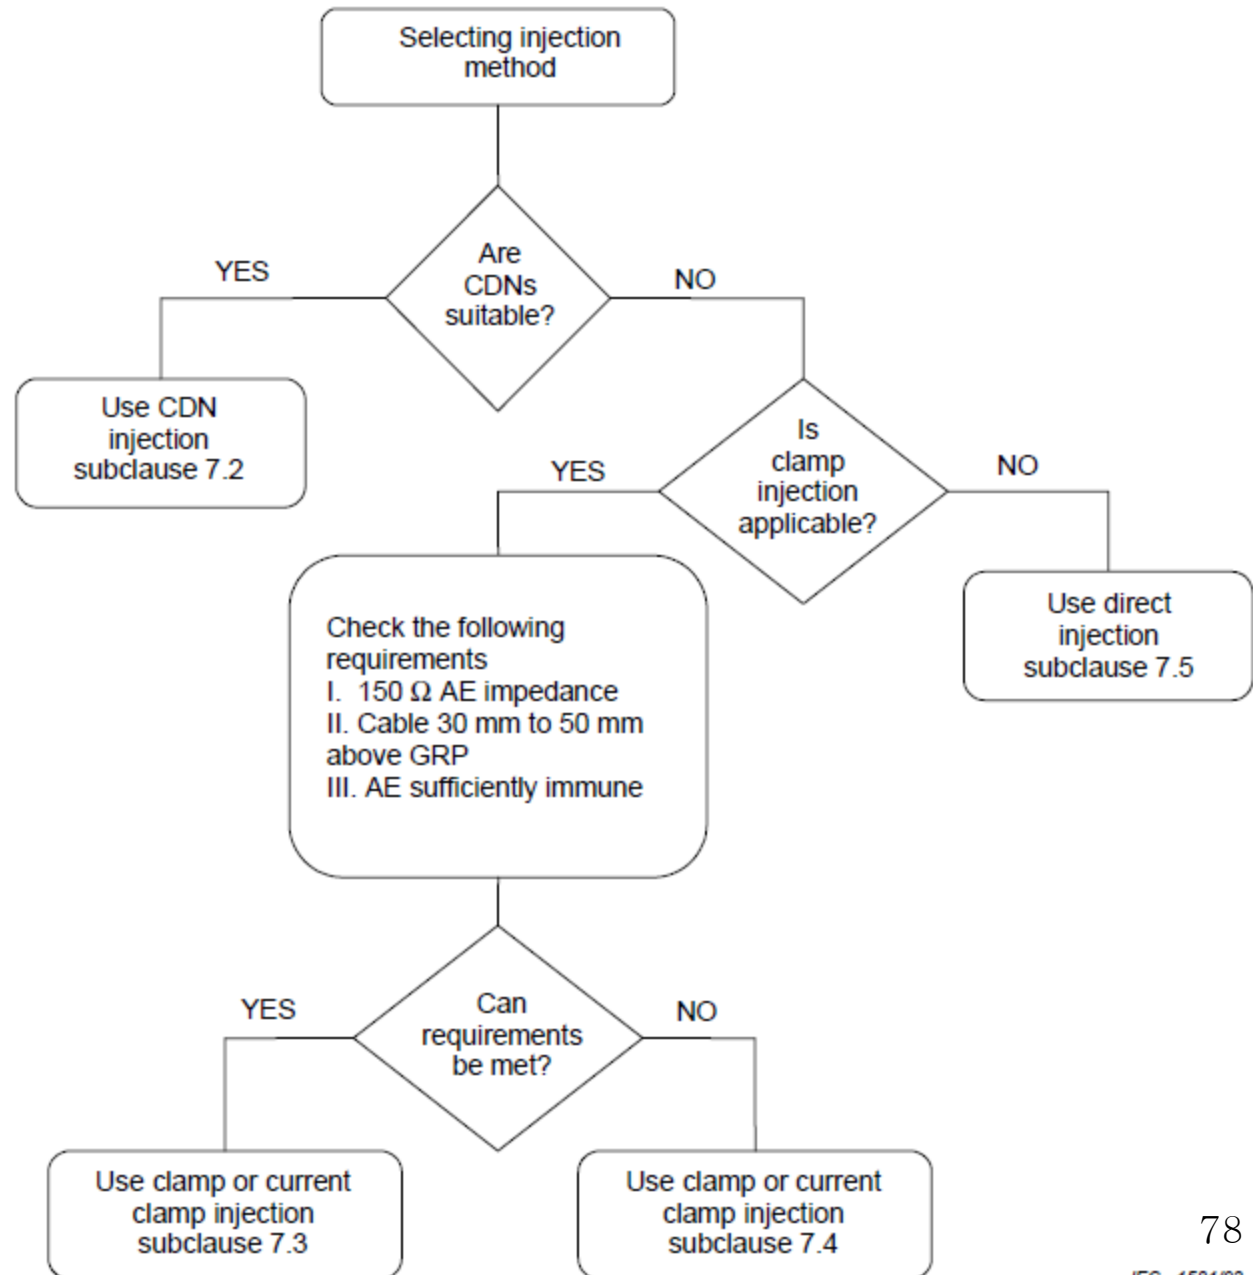 Selecting injection
method
Are
CDNs
suitable?
YES
NO
Use CDN
injection
subclause 7.2
Is
clamp
injection
applicable?
YES
NO
Use direct
injection
subclause 7.5
Check the following
requirements
I. 150 Ω AE impedance
II. Cable 30 mm to 50 mm
above GRP
III. AE sufficiently immune
Can
requirements
be met?
YES
NO
Use clamp or current
clamp injection
subclause 7.3
Use clamp or current
clamp injection
subclause 7.4
78